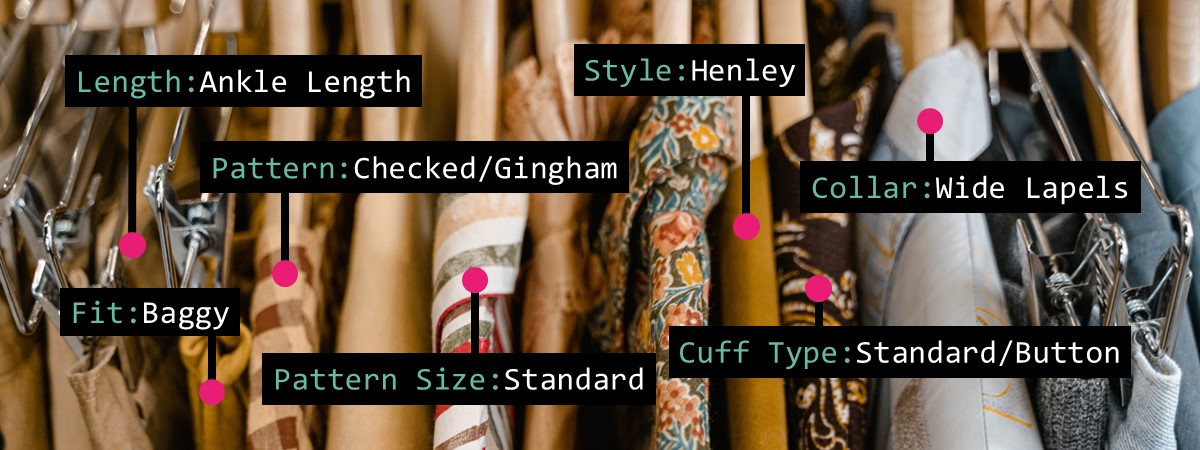 Length:Ankle Length
Style:Henley
Pattern:Checked/Gingham
Collar:Wide Lapels
Fit:Baggy
Cuff Type:Standard/Button
Pattern Size:Standard